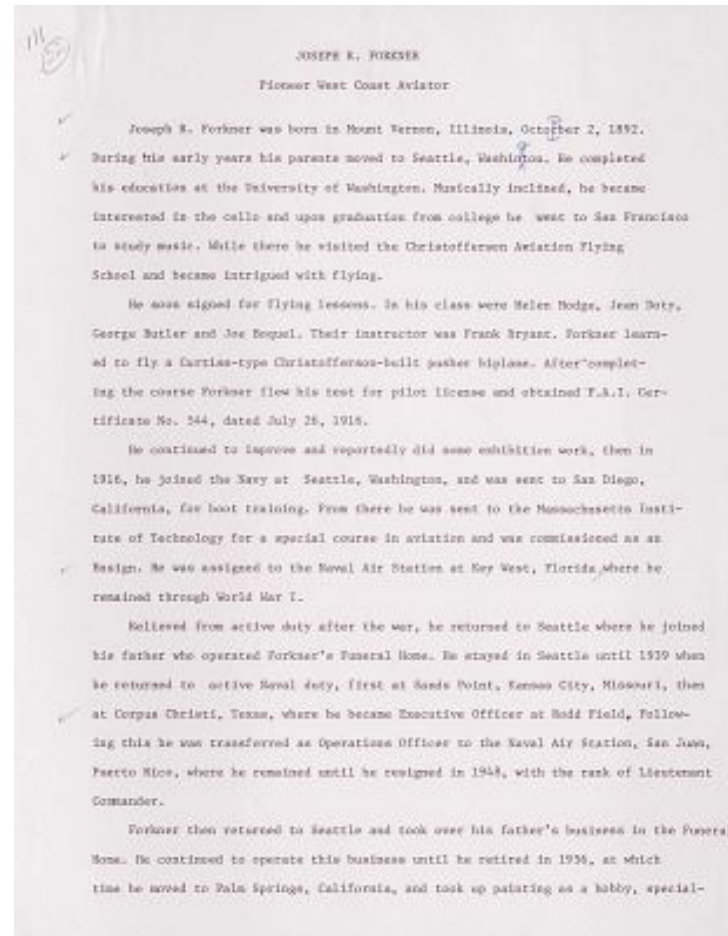 JOSEPH R. FORKNER
Pioneer West Coast Aviator
Joseph R. Forkner was born in Mount Vernon, Illinois, October 2, 1892.
During his early years his parents moved to Seattle, Washington. He completed
his education at the University of Washington. Musically inclined, he became
interested in the cello and upon graduation from college he went to San Francisco
to study music. While there he visited the Christofferson Aviation Flying
School and became intrigued with flying.
He soon signed for flying lessons. In his class were Helen Hodge, Jean Doty,
George Butler and Joe Boquel. Their instructor was Frank Bryant. Forkner learn-
ed to fly a Curtiss-type Christofferson-built pusher biplane. After complet-
ing the course Forkner flew his test for pilot license and obtained F.A.I. Cer-
tificate No. 544, dated July 26, 1916.
He continued to improve and reportedly did some exhibition work, then in
1916, he joined the Navy at Seattle, Washington, and was sent to San Diego,
California, for boot training. From there he was sent to the Massachusetts Insti-
tute of Technology for a special course in aviation and was commissioned as an
Ensign. He was assigned to the Naval Air Station at Key West, Florida, where he
remained through World War I.
Relieved from active duty after the war, he returned to Seattle where he joined
his father who operated Forkner's Funeral Home. He stayed in Seattle until 1939 when
he returned to active Naval duty, first at Sands Point, Kansas City, Missouri, then
at Corpus Christi, Texas, where he became Executive Officer at Rodd Field, Follow-
ing this he was transferred as Operations Officer to the Naval Air Station, San Juan,
Puerto Rico, where he remained until he resigned in 1948, with the rank of Lieutenant
Commander.
Forkner then returned to Seattle and took over his father's business in the Funera
Home. He continued to operate this business until he retired in 1956, at which
time he moved to Palm Springs, California, and took up painting as a hobby, special-